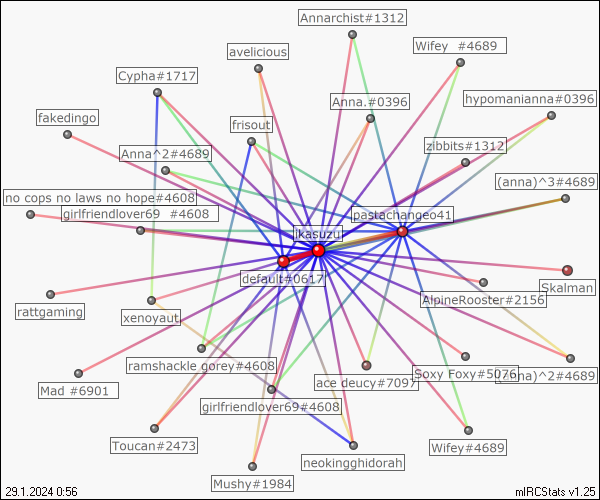 Annarchist#1312
Wifey  #4689
avelicious
Cypha#1717
Anna.#0396
hypomanianna#0396
fakedingo
frisout
zibbits#1312
Anna^2#4689
(anna)^3#4689
no cops no laws no hope#4608
girlfriendlover69  #4608
pastachangeo41
ikasuzu
default#0617
Skalman
AlpineRooster#2156
rattgaming
xenoyaut
ramshackle gorey#4608
Soxy Foxy#5076
)^2#4689
ace deucy#7097
Mad #6901
girlfriendlover69#4608
Toucan#2473
Wifey#4689
neokingghidorah
Mushy#1984
29.1.2024 0:56
mIRCStats v1.25